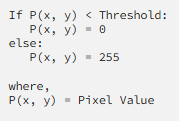 If P(x, y) < Threshold:
    P(x, y) = 0
else:
    P(x, y) = 255

where,
P(x, y) = Pixel Value